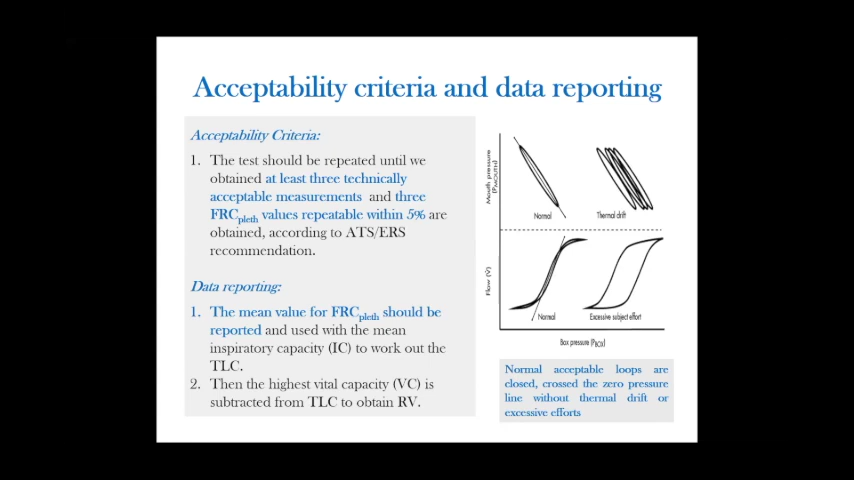 Acceptability criteria and data reporting
Acceptability Criteria:
1. The test should be repeated until we
obtained at least three technically
acceptable measurements and three
FRCpleth values repeatable within 5% are
obtained, according to ATS/ERS
recommendation.
Data reporting:
1. The mean value for FRCpleth should be
reported and used with the mean
inspiratory capacity (IC) to work out the
TLC.
2. Then the highest vital capacity (VC) is
subtracted from TLC to obtain RV.
Mouth pressure
(PMOUTH)
Normal
Thermal drift
Flow (V̇)
Normal
Excessive subject effort
Box pressure (PBOX)
Normal acceptable loops are
closed, crossed the zero pressure
line without thermal drift or
excessive efforts